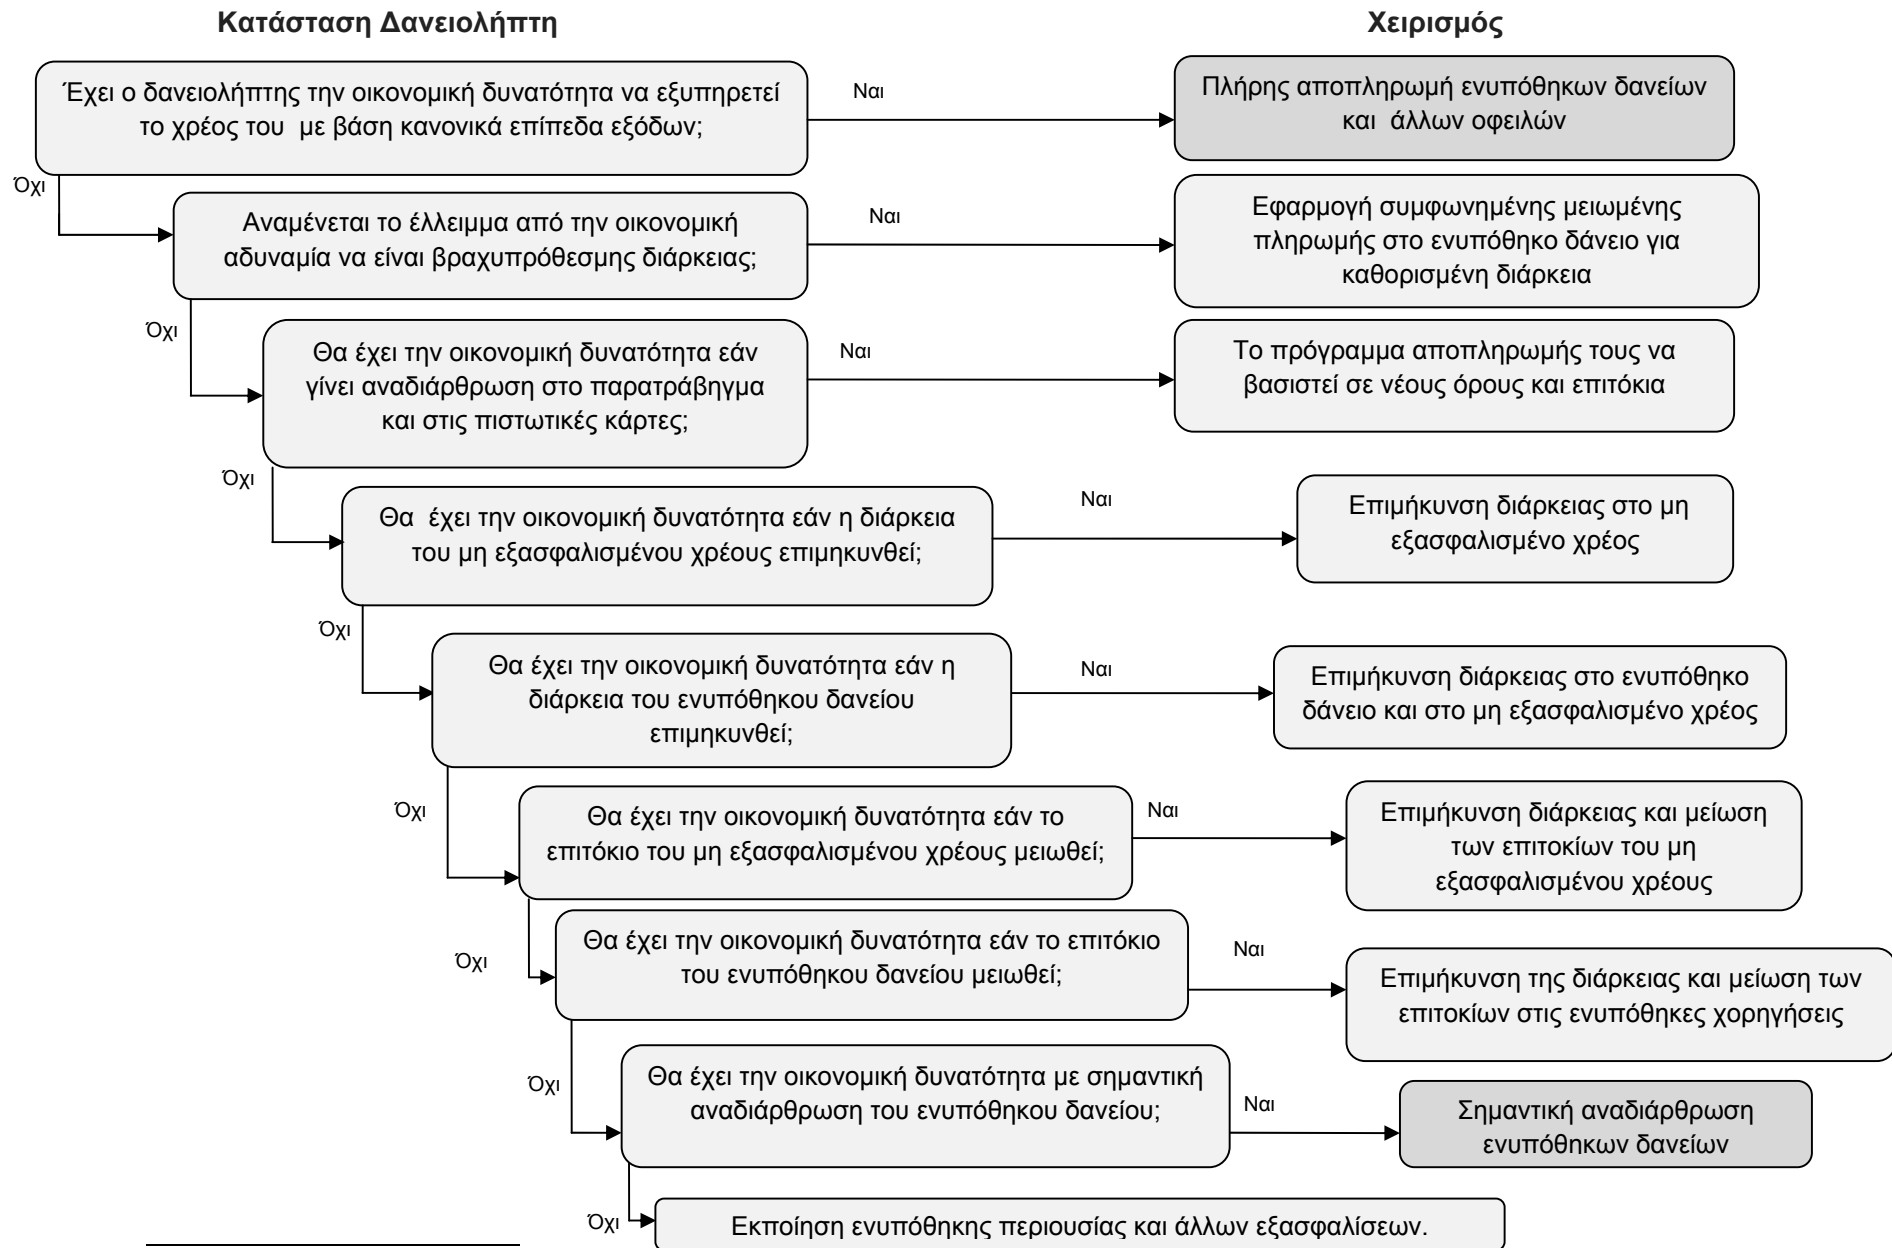 Κατάσταση Δανειολήπτη
Χειρισμός
Έχει ο δανειολήπτης την οικονομική δυνατότητα να εξυπηρετεί
το χρέος του με βάση κανονικά επίπεδα εξόδων;
Ναι
Πλήρης αποπληρωμή ενυπόθηκων δανείων
και άλλων οφειλών
Όχι
Αναμένεται το έλλειμμα από την οικονομική
αδυναμία να είναι βραχυπρόθεσμης διάρκειας;
Ναι
Εφαρμογή συμφωνημένης μειωμένης
πληρωμής στο ενυπόθηκο δάνειο για
καθορισμένη διάρκεια
Όχι
Θα έχει την οικονομική δυνατότητα εάν
γίνει αναδιάρθρωση στο παρατράβηγμα
και στις πιστωτικές κάρτες;
Ναι
Το πρόγραμμα αποπληρωμής τους να
βασιστεί σε νέους όρους και επιτόκια
Όχι
Θα έχει την οικονομική δυνατότητα εάν η διάρκεια
του μη εξασφαλισμένου χρέους επιμηκυνθεί;
Ναι
Επιμήκυνση διάρκειας στο μη
εξασφαλισμένο χρέος
Όχι
Θα έχει την οικονομική δυνατότητα εάν η
διάρκεια του ενυπόθηκου δανείου
επιμηκυνθεί;
Ναι
Επιμήκυνση διάρκειας στο ενυπόθηκο
δάνειο και στο μη εξασφαλισμένο χρέος
Όχι
Θα έχει την οικονομική δυνατότητα εάν το
επιτόκιο του μη εξασφαλισμένου χρέους μειωθεί;
Ναι
Επιμήκυνση διάρκειας και μείωση
των επιτοκίων του μη
εξασφαλισμένου χρέους
Όχι
Θα έχει την οικονομική δυνατότητα εάν το επιτόκιο
του ενυπόθηκου δανείου μειωθεί;
Ναι
Επιμήκυνση της διάρκειας και μείωση των
επιτοκίων στις ενυπόθηκες χορηγήσεις
Όχι
Θα έχει την οικονομική δυνατότητα με σημαντική
αναδιάρθρωση του ενυπόθηκου δανείου;
Ναι
Σημαντική αναδιάρθρωση
ενυπόθηκων δανείων
Όχι
Εκποίηση ενυπόθηκης περιουσίας και άλλων εξασφαλίσεων.